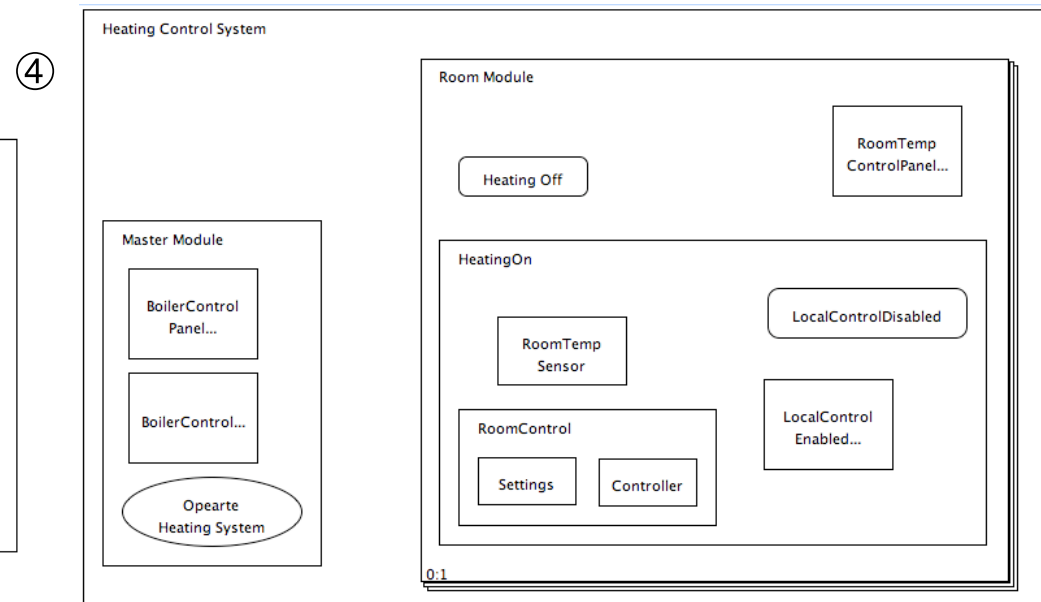 ④
Heating Control System
Room Module
RoomTemp
ControlPanel...
Heating Off
Master Module
BoilerControl
Panel...
BoilerControl...
Opearte
Heating System
HeatingOn
LocalControlDisabled
RoomTemp
Sensor
LocalControl
Enabled...
RoomControl
Settings
Controller
0:1